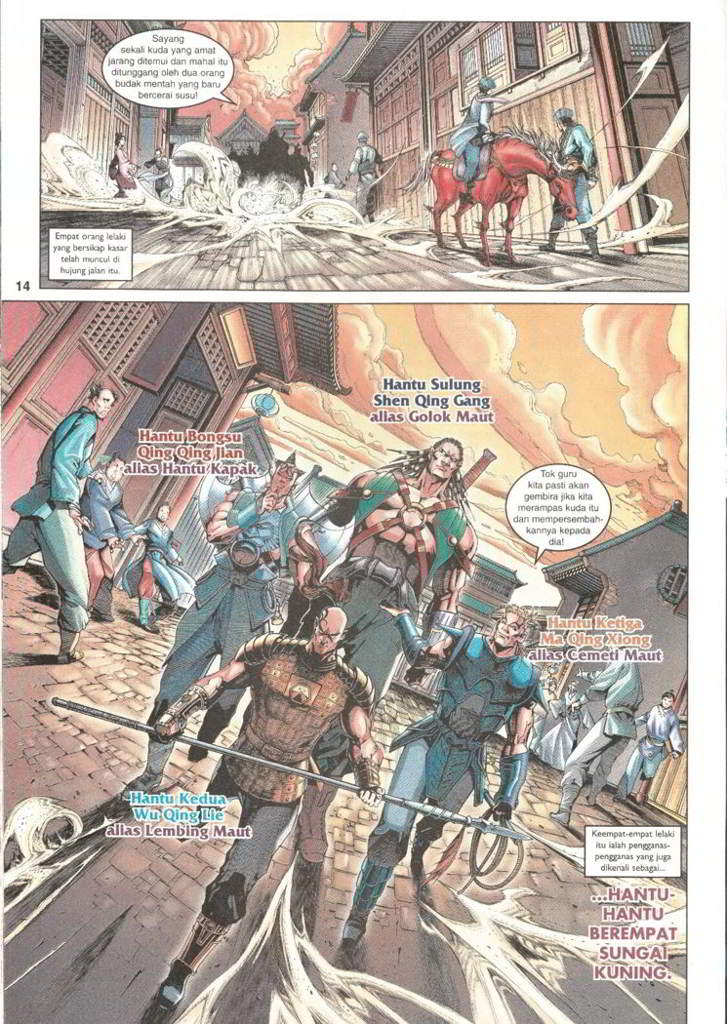 Sayang
sekali kuda yang amat
jarang ditemui dan mahal itu
ditunggang oleh dua orang
budak mentah yang baru
bercerai susu!
Empat orang lelaki
yang bersikap kasar
telah muncul di
hujung jalan itu.
14
Hantu Sulung
Shen Qing Gang
alias Golok Maut
Hantu Bongsu
Qing Qing Jian
alias Hantu Kapak
Tok guru
kita pasti akan
gembira jika kita
merampas kuda itu
dan mempersembah-
kannya kepada
dia!
Hantu Ketiga
Ma Qing Xiong
alias Cemeti Maut
Hantu Kedua
Wu Qing Lie
alias Lembing Maut
Keempat-empat lelaki
itu ialah pengganas-
pengganas yang juga
dikenali sebagai...
...HANTU-
HANTU
BEREMPAT
SUNGAI
KUNING.